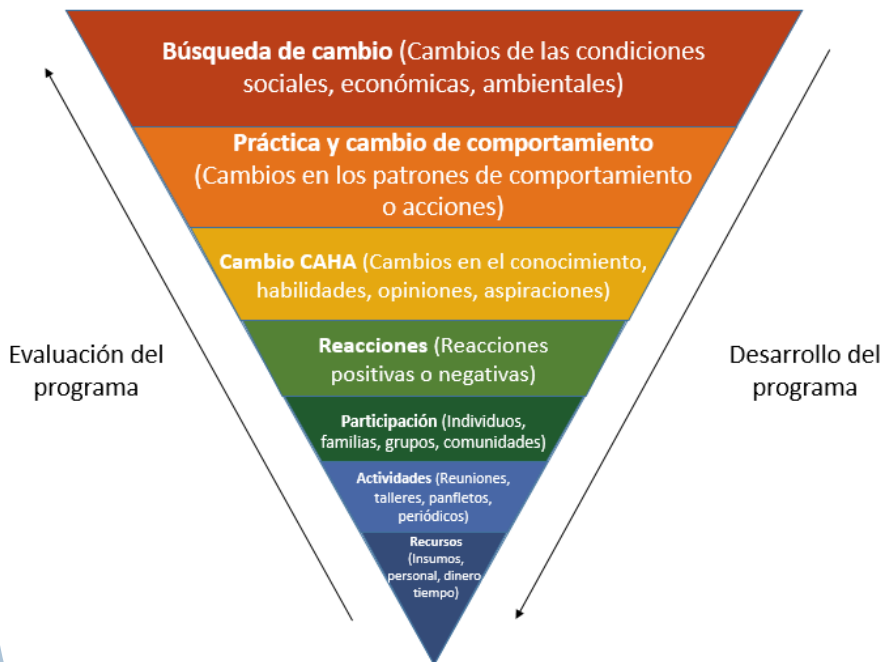 Búsqueda de cambio (Cambios de las condiciones
sociales, económicas, ambientales)
Práctica y cambio de comportamiento
(Cambios en los patrones de comportamiento
o acciones)
Cambio CAHA (Cambios en el conocimiento,
habilidades, opiniones, aspiraciones)
Reacciones (Reacciones
positivas o negativas)
Participación (Individuos,
familias, grupos, comunidades)
Actividades (Reuniones,
talleres, panfletos,
periódicos)
Recursos
(Insumos,
personal, dinero
tiempo)
Evaluación del
programa
Desarrollo del
programa